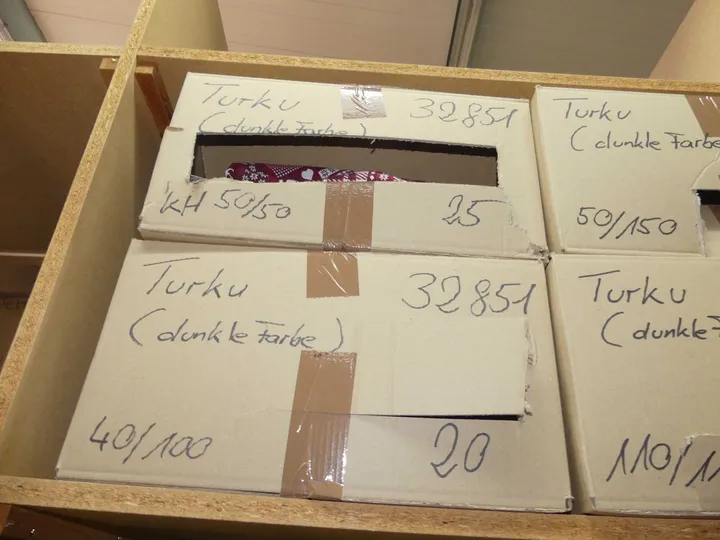 Turku 32851
(dunkle Farbe)
KH 50/50 25
Turku
(dunkle Farbe
50/150
Turku 32851
(dunkle Farbe)
40/100 20
Turku
(dunkle
110/1